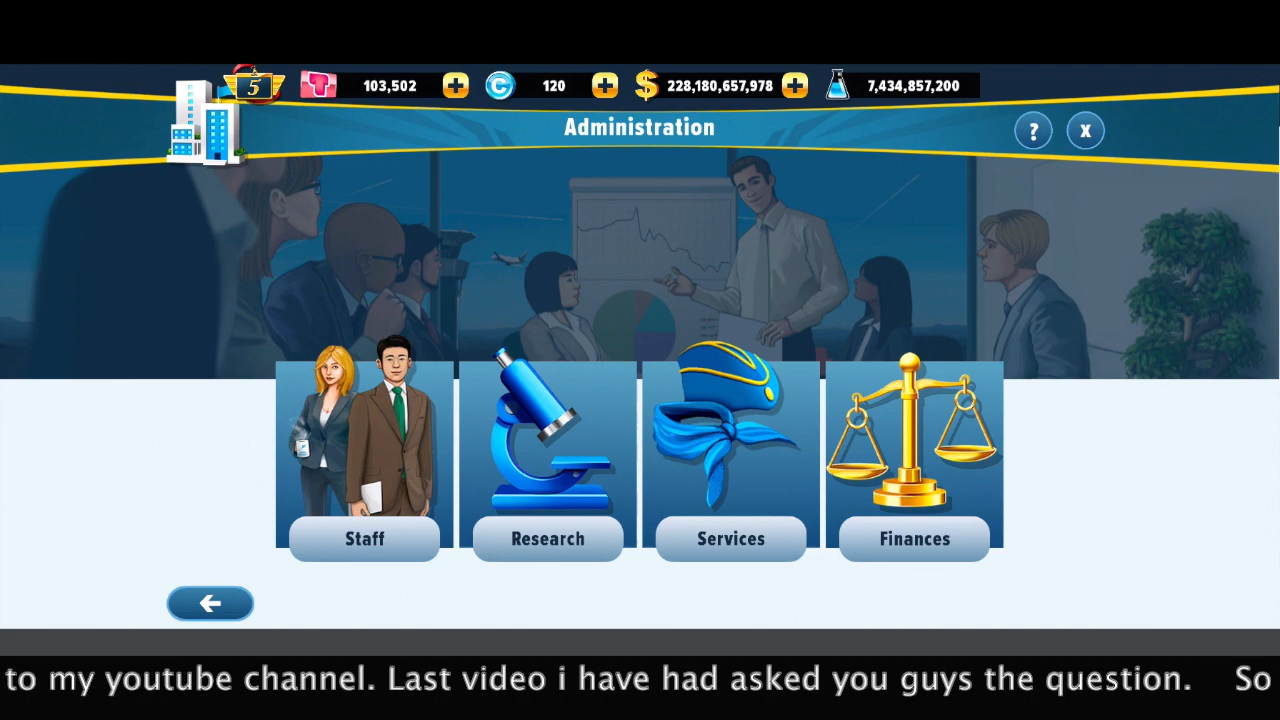 5 103,502 120 $ 228,180,657,978 7,434,857,200
Administration ? X
Staff Research Services Finances
to my youtube channel. Last video i have had asked you guys the question. So